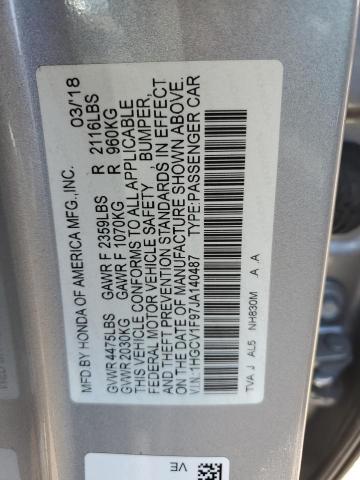 MFD.BY HONDA OF AMERICA MFG.,INC. 03/'18
GVWR 4475LBS GAWR F 2359LBS R 2116LBS
GVWR 2030KG GAWR F 1070KG R 960KG
THIS VEHICLE CONFORMS TO ALL APPLICABLE
FEDERAL MOTOR VEHICLE SAFETY , BUMPER,
AND THEFT PREVENTION STANDARDS IN EFFECT
ON THE DATE OF MANUFACTURE SHOWN ABOVE.
V.I.N.:1HGCV1F97JA140487 TYPE:PASSENGER CAR
TVA J AL5 NH830M A A
VE